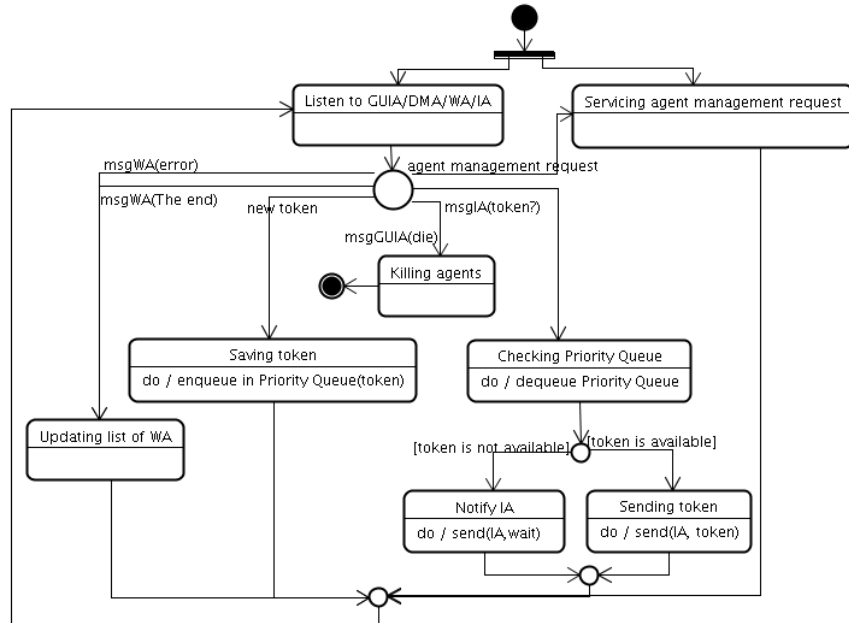 Listen to GUIA/DMA/WA/IA
Servicing agent management request
msgWA(error)
agent management request
msgWA(The end)
new token
msgIA(token?)
msgGUIA(die)
Killing agents
Saving token
do / enqueue in Priority Queue(token)
Checking Priority Queue
do / dequeue Priority Queue
Updating list of WA
[token is not available]
[token is available]
Notify IA
do / send(IA,wait)
Sending token
do / send(IA, token)